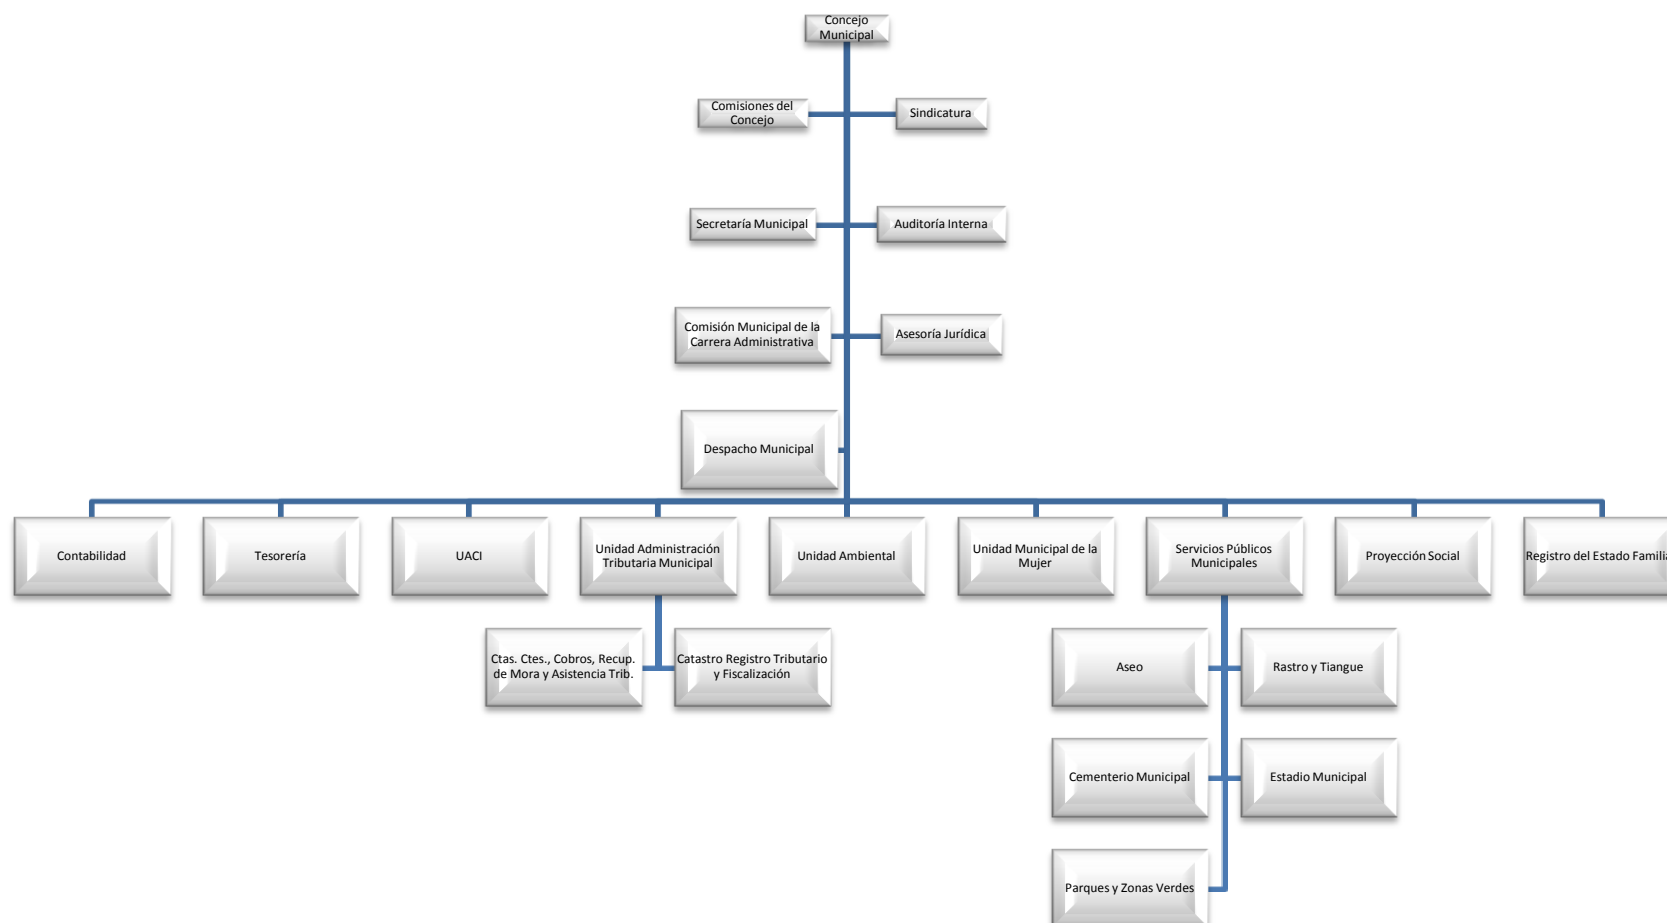 Concejo
Municipal
Comisiones del
Concejo
Sindicatura
Secretaría Municipal
Auditoría Interna
Comisión Municipal de la
Carrera Administrativa
Asesoría Jurídica
Despacho Municipal
Contabilidad
Tesorería
UACI
Unidad Administración
Tributaria Municipal
Unidad Ambiental
Unidad Municipal de la
Mujer
Servicios Públicos
Municipales
Proyección Social
Registro del Estado Familia
Ctas. Ctes., Cobros, Recup.
de Mora y Asistencia Trib.
Catastro Registro Tributario
y Fiscalización
Aseo
Rastro y Tiangue
Cementerio Municipal
Estadio Municipal
Parques y Zonas Verdes